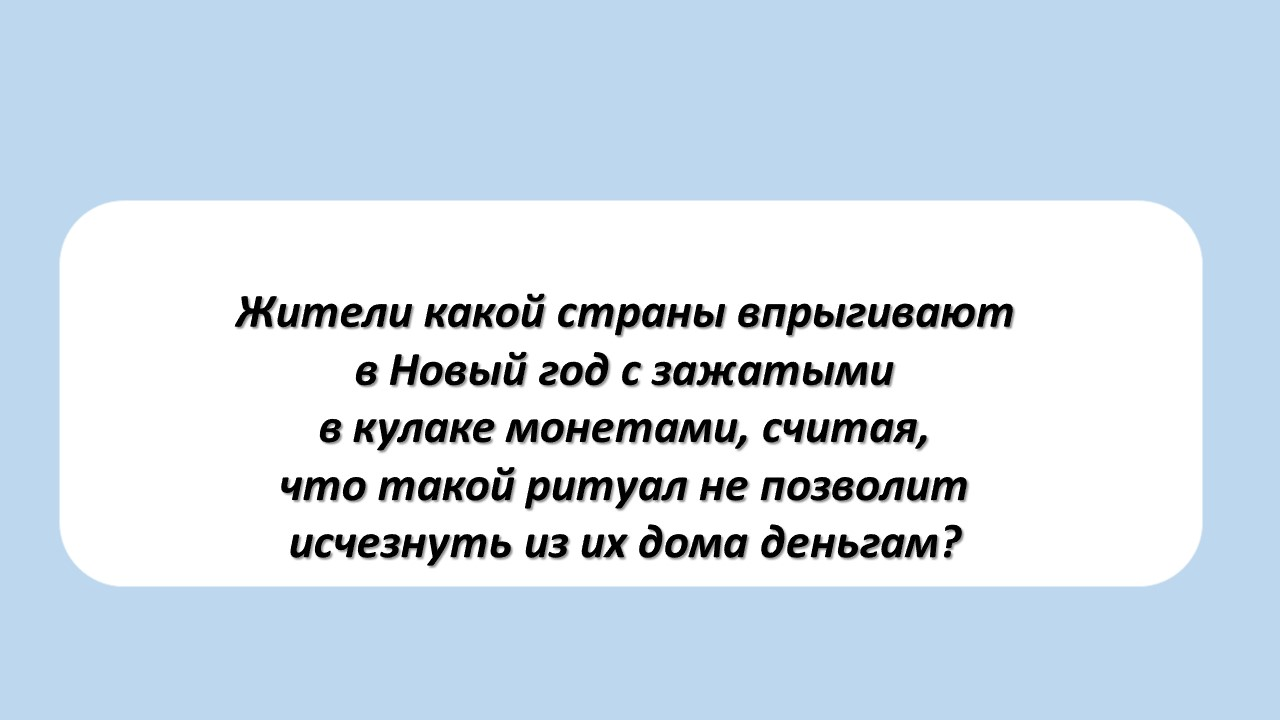 Жители какой страны впрыгивают
в Новый год с зажатыми
в кулаке монетами, считая,
что такой ритуал не позволит
исчезнуть из их дома деньгам?